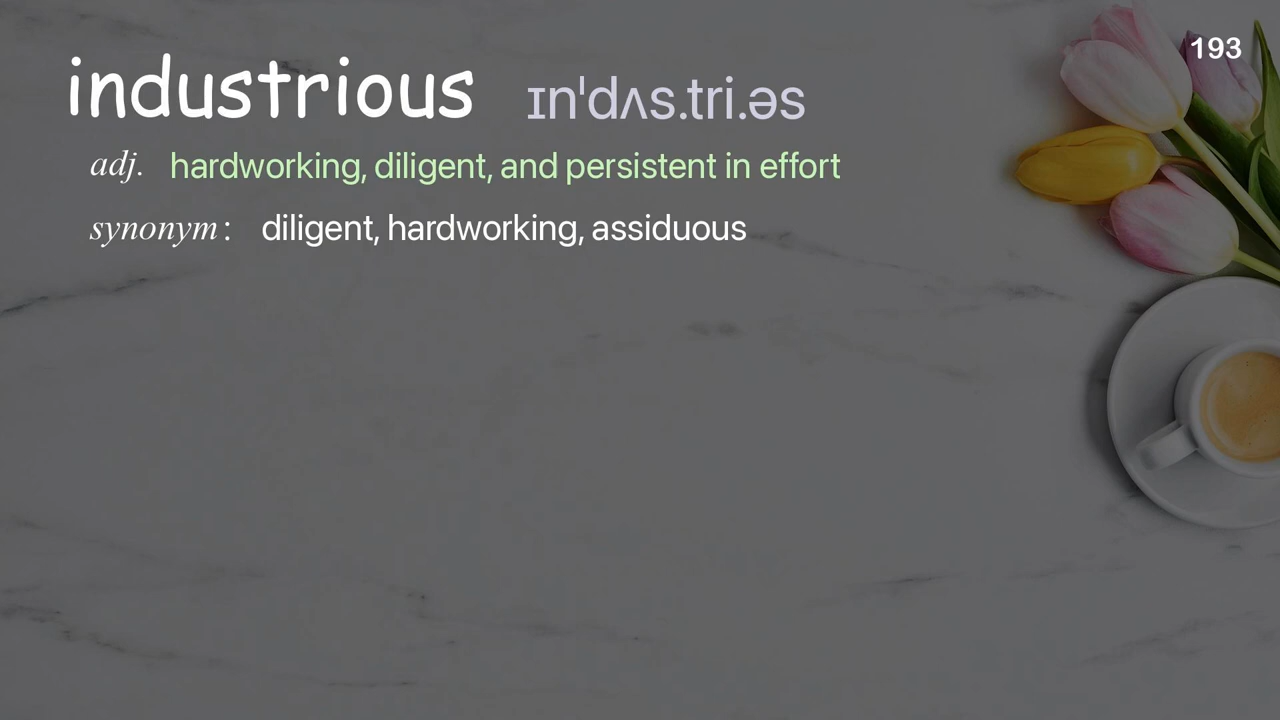 193
industrious ɪnˈdʌs.tri.əs
adj. hardworking, diligent, and persistent in effort
synonym: diligent, hardworking, assiduous